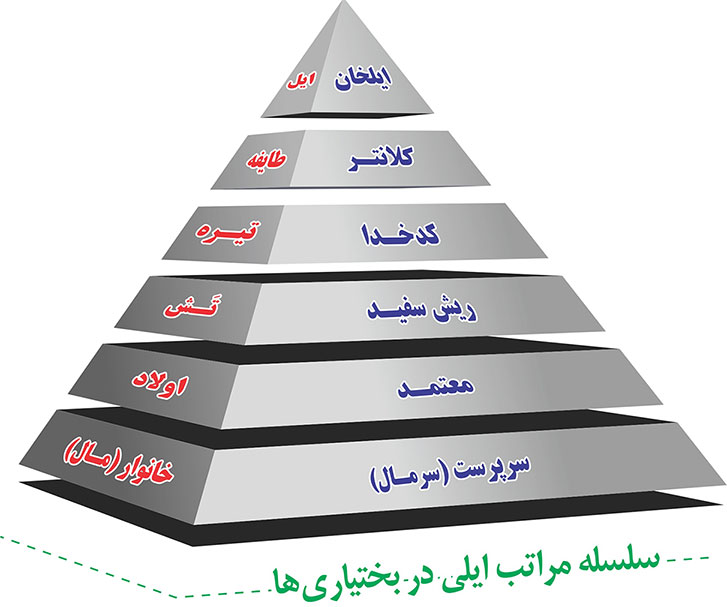 ایلخان ایل
کلانتر طایفه
کدخدا تیره
ریش سفید تَش
معتمد اولاد
سرپرست (سرمال) خانوار (مال)
سلسله مراتب ایلی در بختیاری‌ها